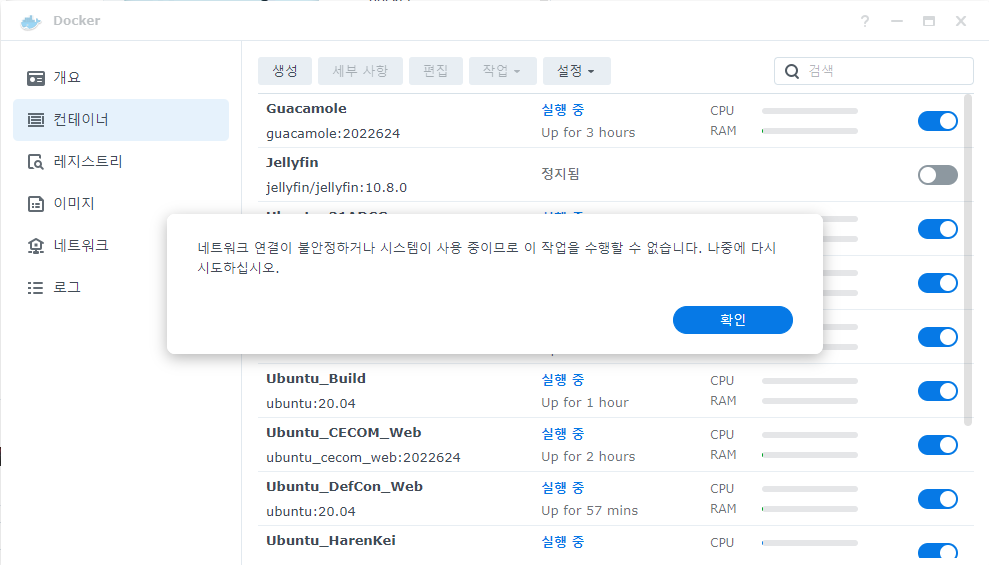 Docker
개요
컨테이너
레지스트리
이미지
네트워크
로그
생성 세부 사항 편집 작업 설정 검색
Guacamole 실행 중 CPU
guacamole:2022624 Up for 3 hours RAM
Jellyfin 정지됨
jellyfin/jellyfin:10.8.0
네트워크 연결이 불안정하거나 시스템이 사용 중이므로 이 작업을 수행할 수 없습니다. 나중에 다시
시도하십시오.
확인
Ubuntu_Build 실행 중 CPU
ubuntu:20.04 Up for 1 hour RAM
Ubuntu_CECOM_Web 실행 중 CPU
ubuntu_cecom_web:2022624 Up for 2 hours RAM
Ubuntu_DefCon_Web 실행 중 CPU
ubuntu:20.04 Up for 57 mins RAM
Ubuntu_HarenKei 실행 중 CPU